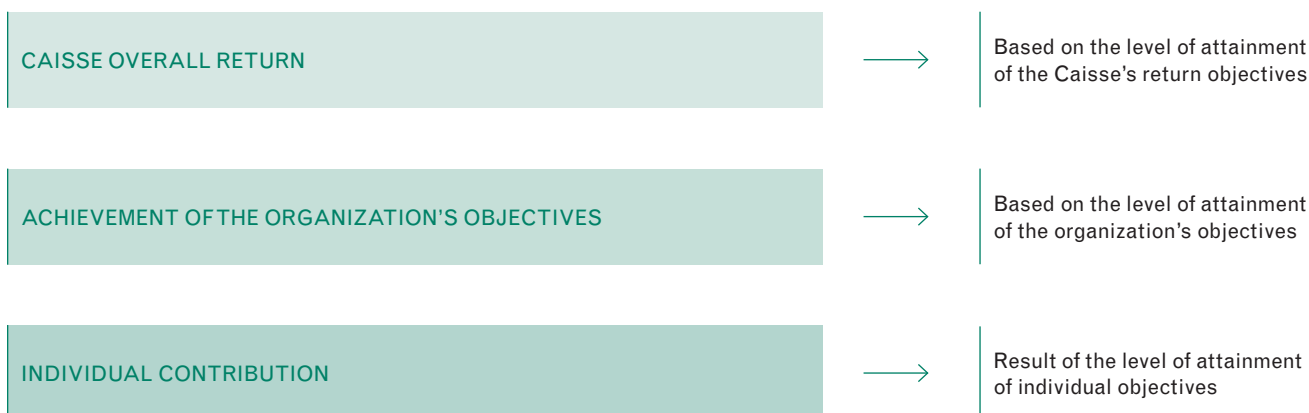 CAISSE OVERALL RETURN
Based on the level of attainment
of the Caisse's return objectives
ACHIEVEMENT OF THE ORGANIZATION'S OBJECTIVES
Based on the level of attainment
of the organization's objectives
INDIVIDUAL CONTRIBUTION
Result of the level of attainment
of individual objectives